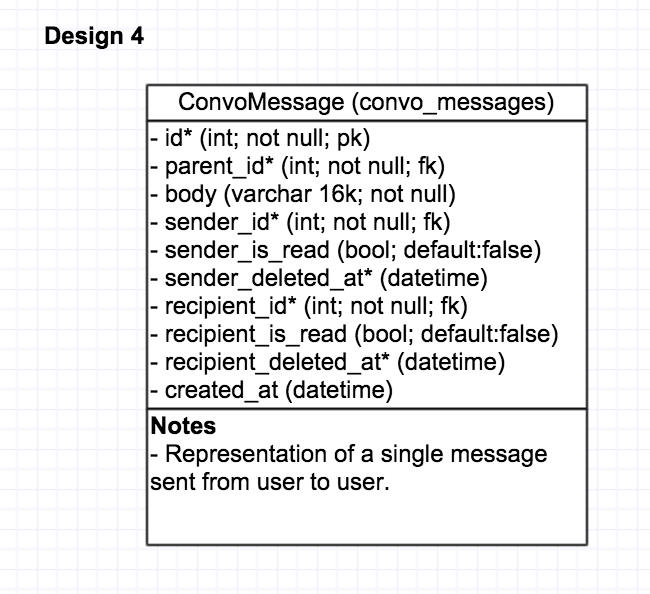 Design 4
ConvoMessage (convo_messages)
- id* (int; not null; pk)
- parent_id* (int; not null; fk)
- body (varchar 16k; not null)
- sender_id* (int; not null; fk)
- sender_is_read (bool; default:false)
- sender_deleted_at* (datetime)
- recipient_id* (int; not null; fk)
- recipient_is_read (bool; default:false)
- recipient_deleted_at* (datetime)
- created_at (datetime)
Notes
- Representation of a single message
sent from user to user.